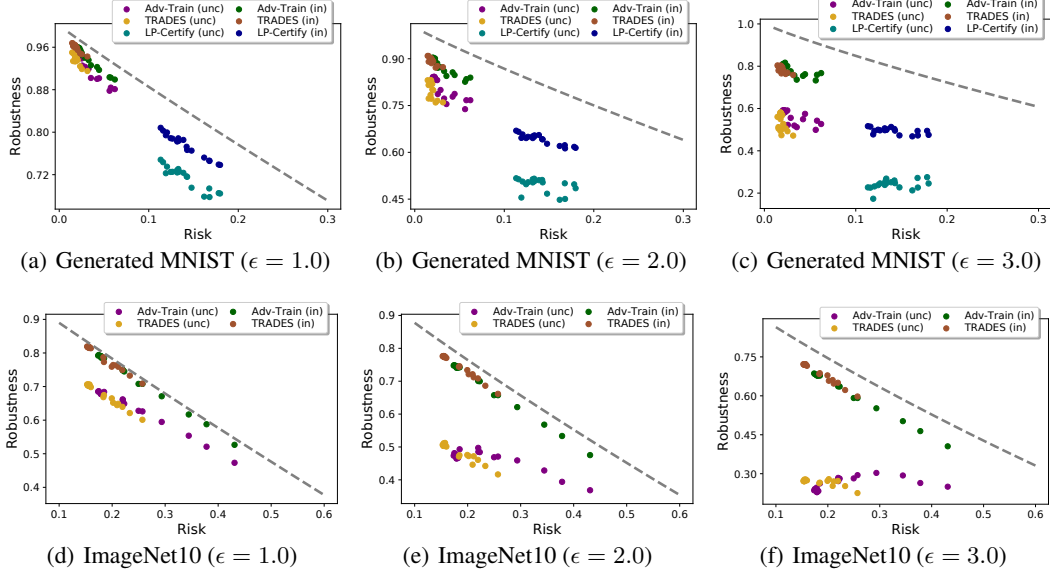 Adv-Train (unc) Adv-Train (in)
TRADES (unc) TRADES (in)
LP-Certify (unc) LP-Certify (in)
0.96
0.88
0.80
0.72
Robustness
0.0 0.1 0.2 0.3
Risk
(a) Generated MNIST (ϵ = 1.0)
Adv-Train (unc) Adv-Train (in)
TRADES (unc) TRADES (in)
LP-Certify (unc) LP-Certify (in)
0.90
0.75
0.60
0.45
Robustness
0.0 0.1 0.2 0.3
Risk
(b) Generated MNIST (ϵ = 2.0)
Adv-Train (unc) Adv-Train (in)
TRADES (unc) TRADES (in)
LP-Certify (unc) LP-Certify (in)
1.0
0.8
0.6
0.4
0.2
Robustness
0.0 0.1 0.2 0.3
Risk
(c) Generated MNIST (ϵ = 3.0)
Adv-Train (unc) Adv-Train (in)
TRADES (unc) TRADES (in)
0.9
0.8
0.7
0.6
0.5
0.4
Robustness
0.1 0.2 0.3 0.4 0.5 0.6
Risk
(d) ImageNet10 (ϵ = 1.0)
Adv-Train (unc) Adv-Train (in)
TRADES (unc) TRADES (in)
0.9
0.8
0.7
0.6
0.5
0.4
Robustness
0.1 0.2 0.3 0.4 0.5 0.6
Risk
(e) ImageNet10 (ϵ = 2.0)
Adv-Train (unc) Adv-Train (in)
TRADES (unc) TRADES (in)
0.75
0.60
0.45
0.30
Robustness
0.1 0.2 0.3 0.4 0.5 0.6
Risk
(f) ImageNet10 (ϵ = 3.0)